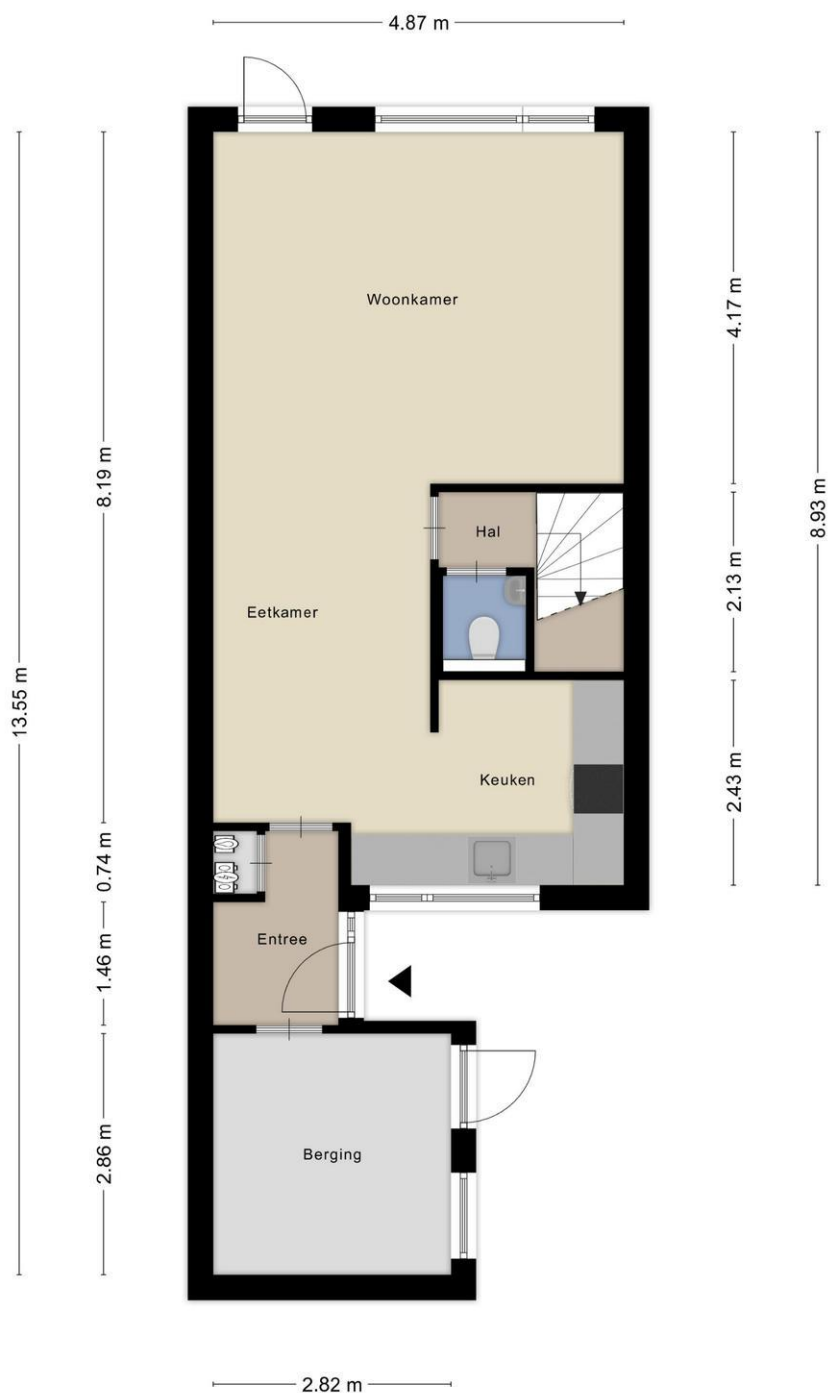 4.87 m
Woonkamer
4.17 m
8.19 m
8.93 m
Hal
2.13 m
Eetkamer
13.55 m
Keuken
2.43 m
0.74 m
Entree
1.46 m
Berging
2.86 m
2.82 m